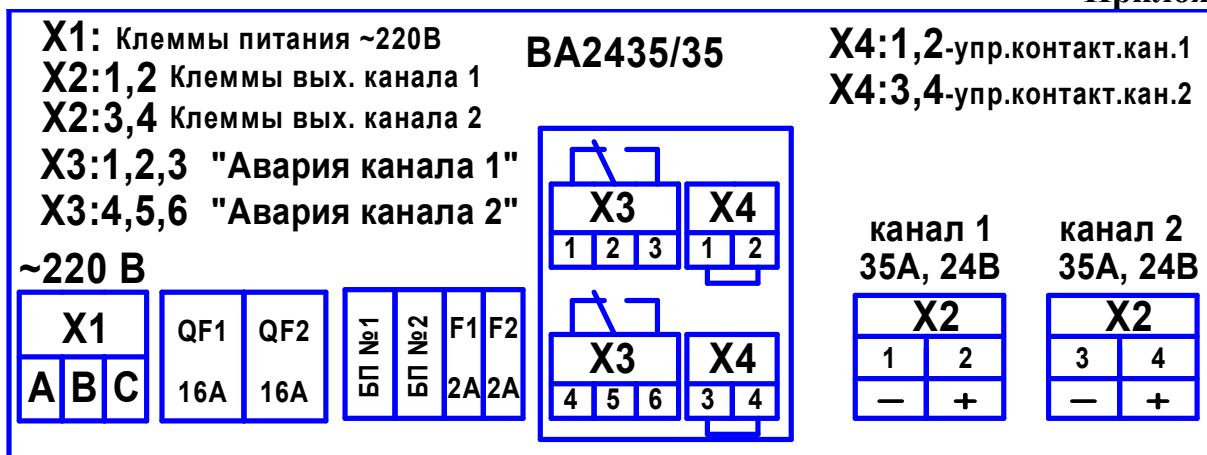 X1: Клеммы питания ~220В
X2:1,2 Клеммы вых. канала 1
X2:3,4 Клеммы вых. канала 2
X3:1,2,3 "Авария канала 1"
X3:4,5,6 "Авария канала 2"
ВА2435/35
X4:1,2-упр.контакт.кан.1
X4:3,4-упр.контакт.кан.2
~220 В
X1
A B C
QF1 QF2
16A 16A
БП №1
БП №2
F1 F2
2A 2A
X3 X4
1 2 3 1 2
X3 X4
4 5 6 3 4
канал 1
35А, 24В
X2
1 2
— +
канал 2
35А, 24В
X2
3 4
— +